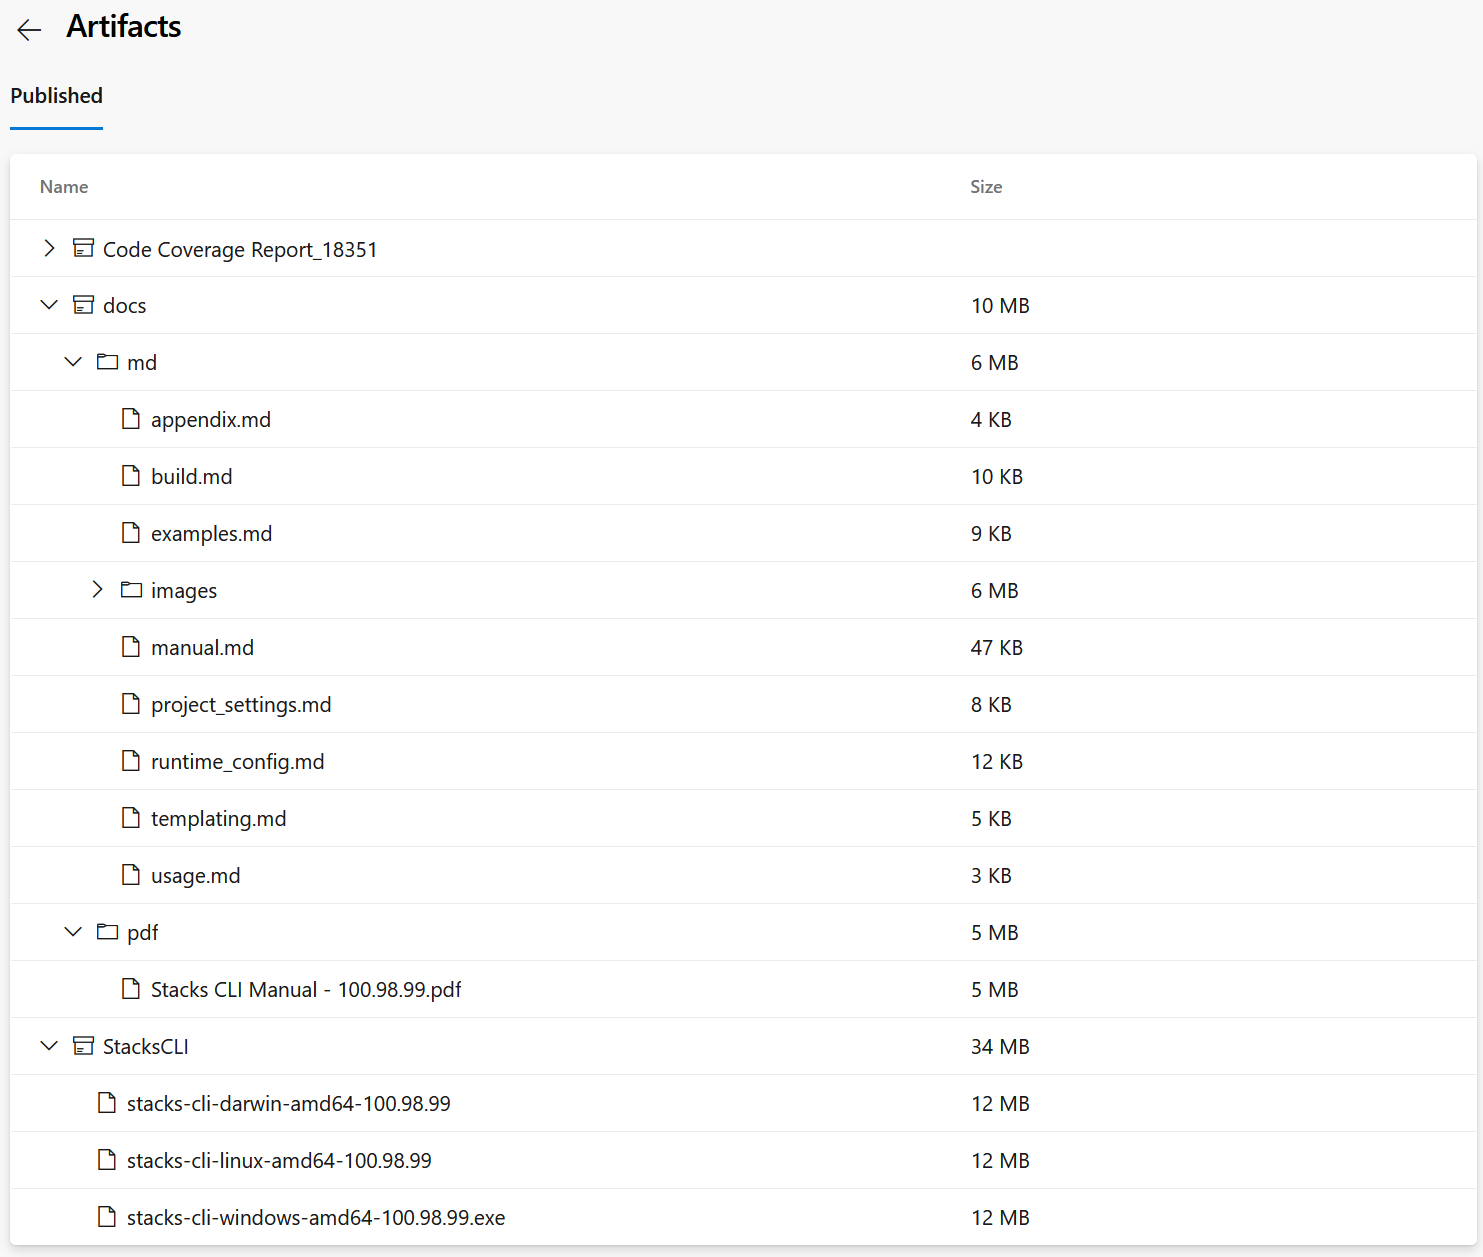 Artifacts
Published
Name Size
Code Coverage Report_18351
docs 10 MB
md 6 MB
appendix.md 4 KB
build.md 10 KB
examples.md 9 KB
images 6 MB
manual.md 47 KB
project_settings.md 8 KB
runtime_config.md 12 KB
templating.md 5 KB
usage.md 3 KB
pdf 5 MB
Stacks CLI Manual - 100.98.99.pdf 5 MB
StacksCLI 34 MB
stacks-cli-darwin-amd64-100.98.99 12 MB
stacks-cli-linux-amd64-100.98.99 12 MB
stacks-cli-windows-amd64-100.98.99.exe 12 MB